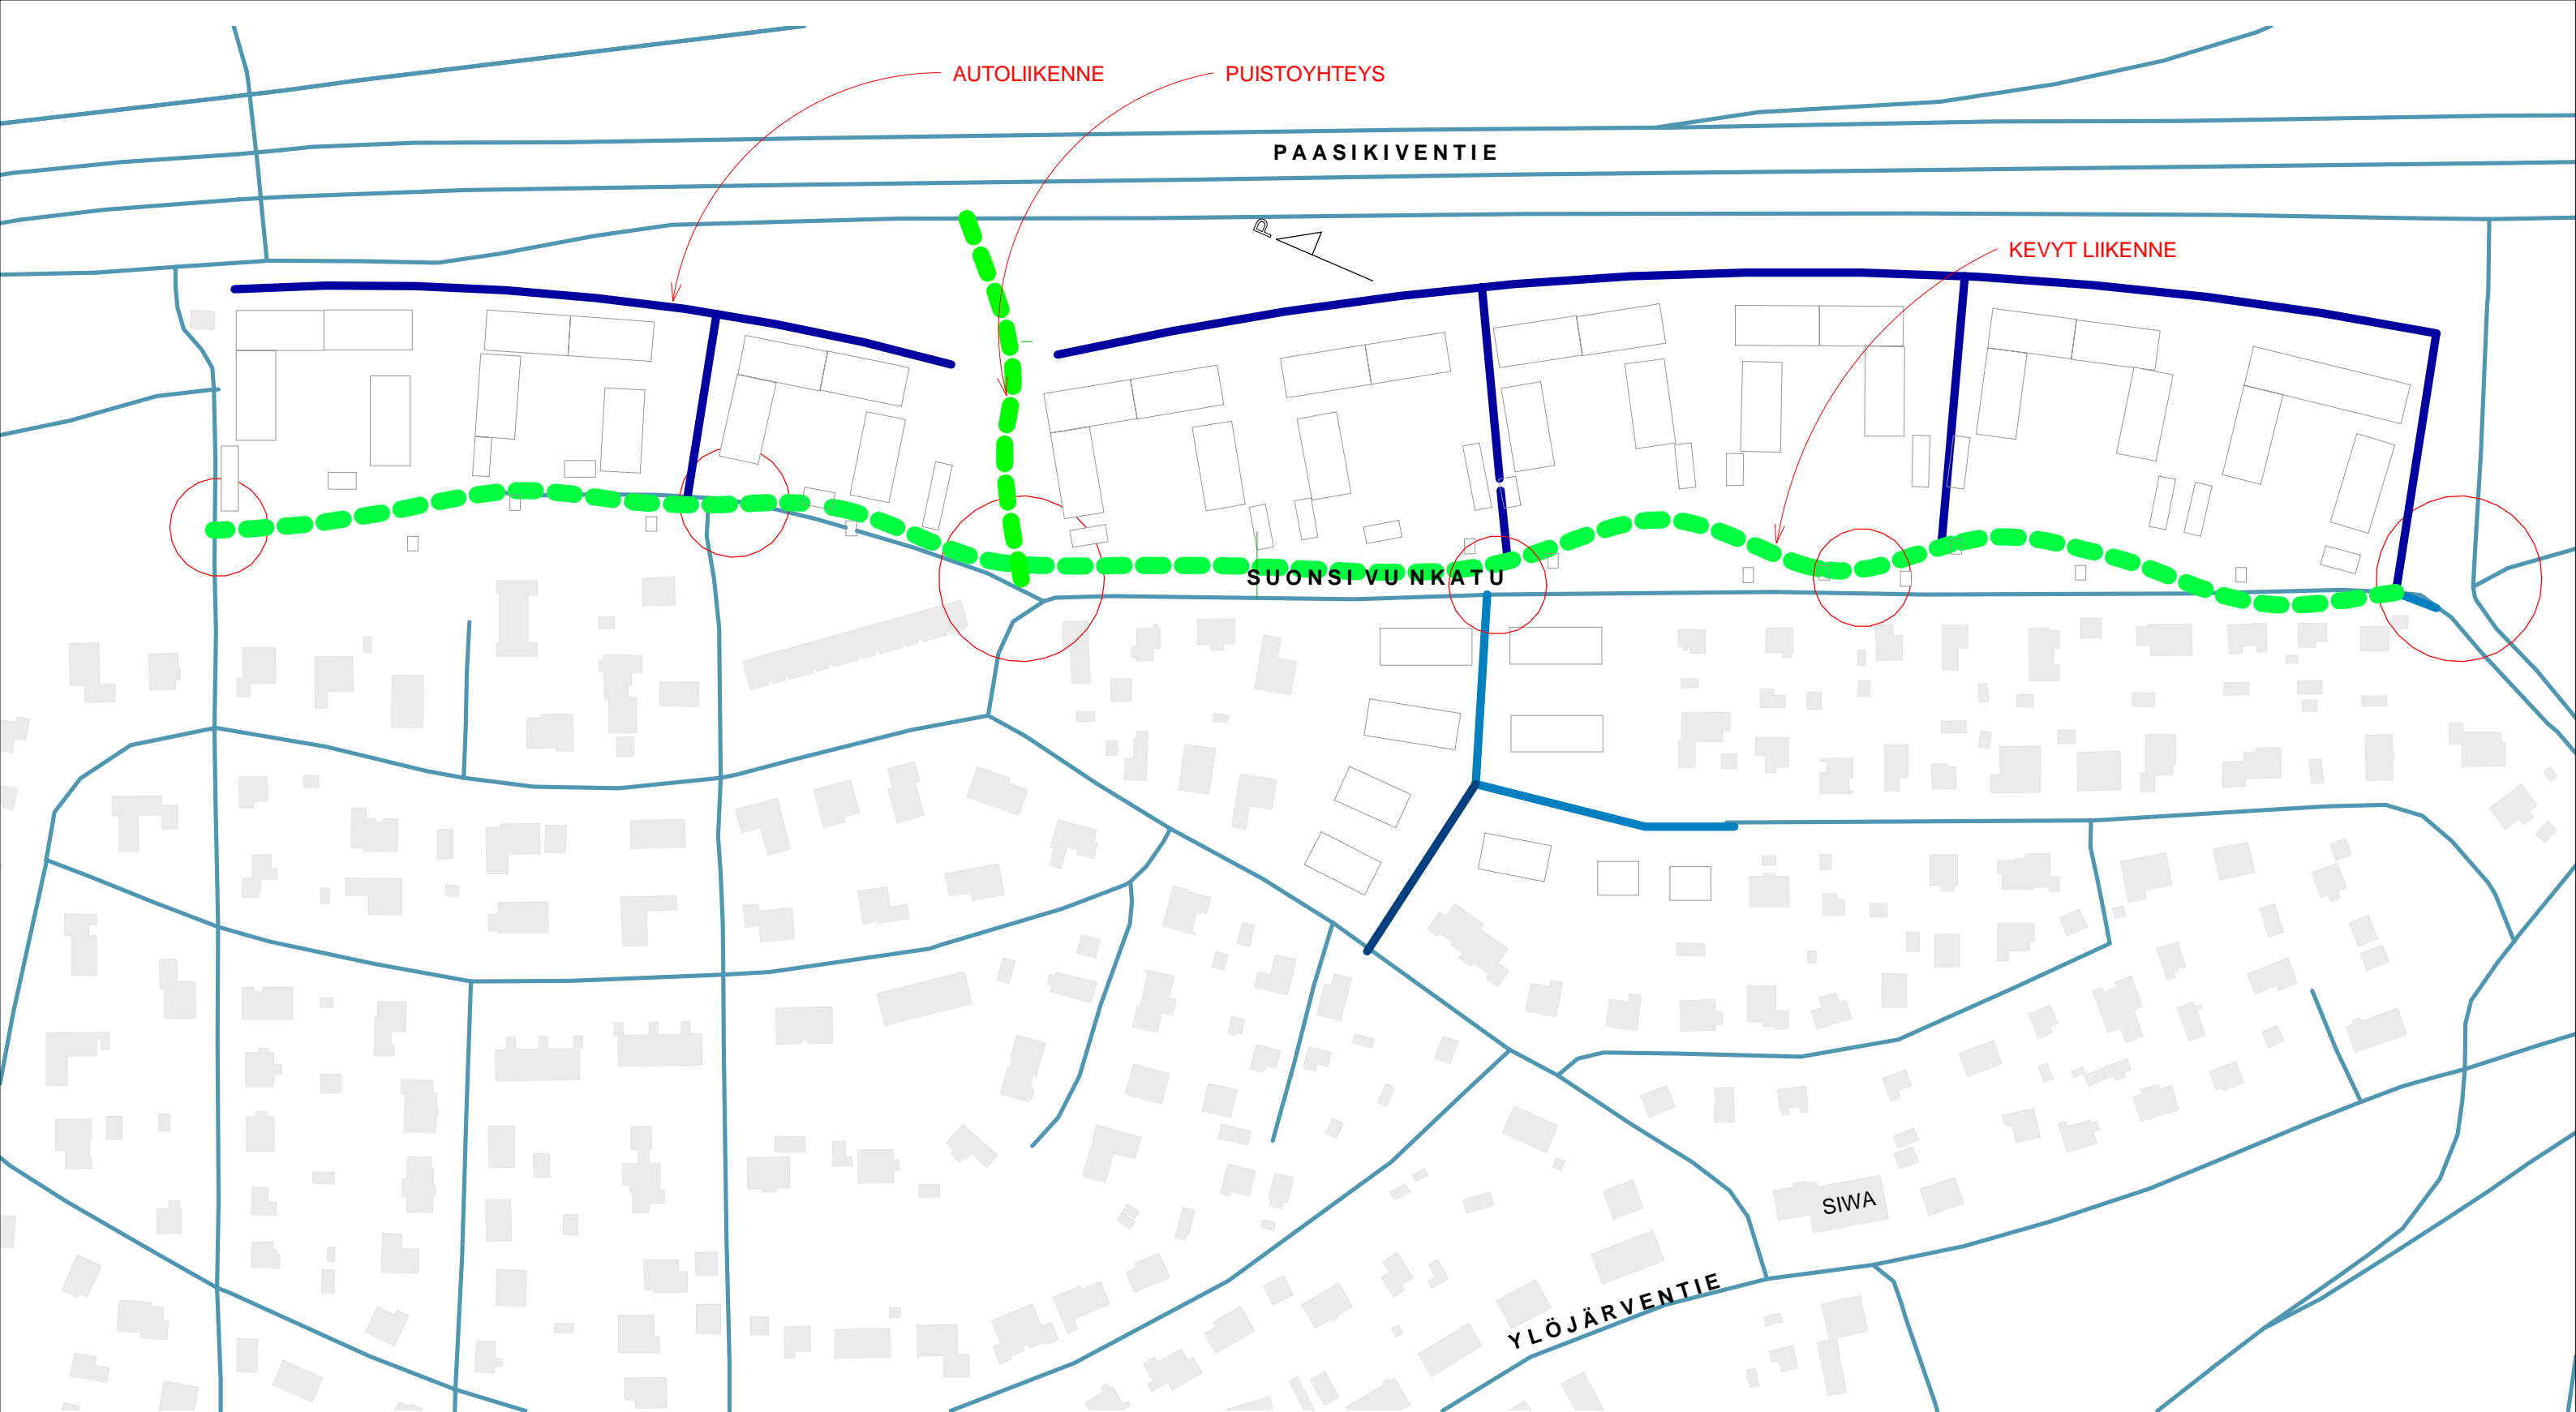 AUTOLIIKENNE
PUISTOYHTEYS
PAASIKIVENTIE
P
KEVYT LIIKENNE
SUONSIVUNKATU
SIWA
YLÖJÄRVENTIE